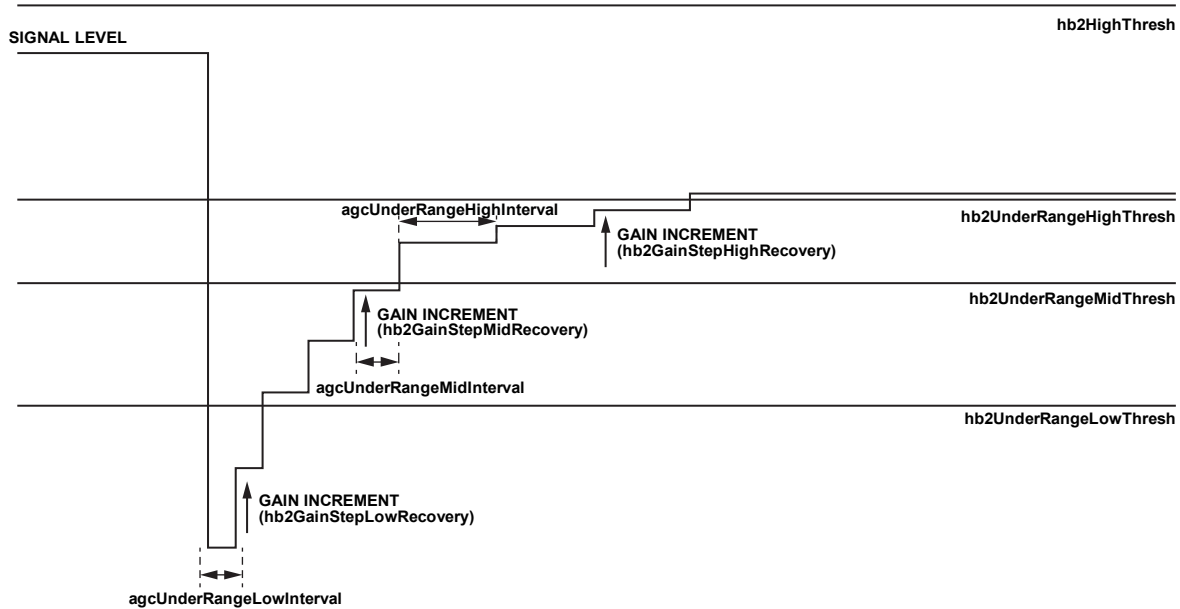 hb2HighThresh
SIGNAL LEVEL
agcUnderRangeHighInterval
hb2UnderRangeHighThresh
GAIN INCREMENT
(hb2GainStepHighRecovery)
hb2UnderRangeMidThresh
GAIN INCREMENT
(hb2GainStepMidRecovery)
agcUnderRangeMidInterval
hb2UnderRangeLowThresh
GAIN INCREMENT
(hb2GainStepLowRecovery)
agcUnderRangeLowInterval